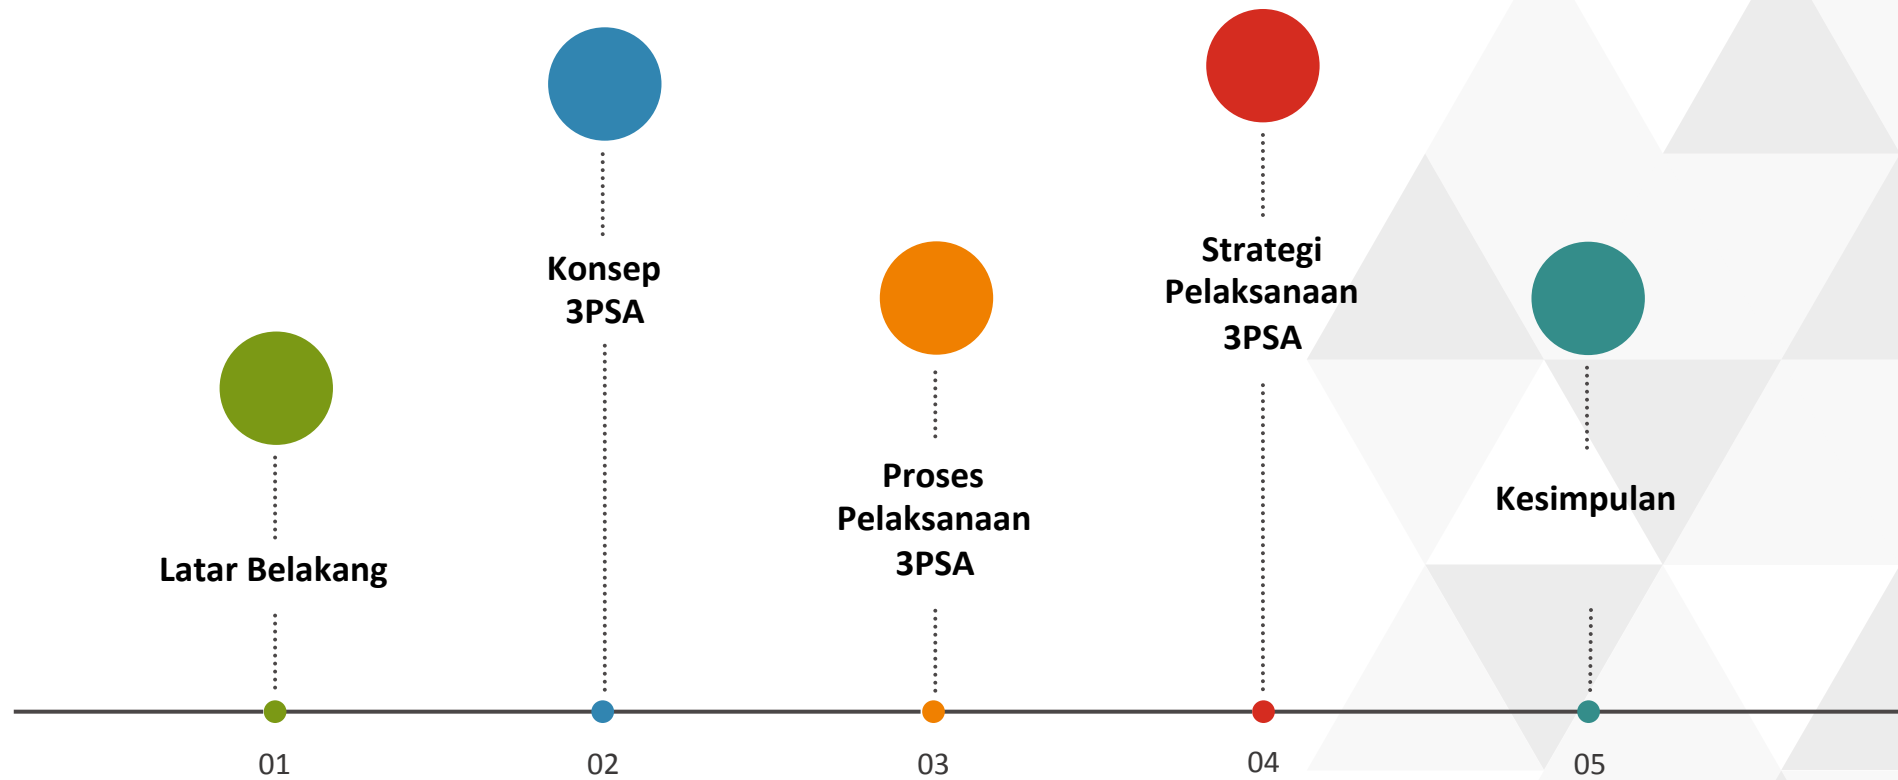 Latar Belakang
01
Konsep
3PSA
02
Proses
Pelaksanaan
3PSA
03
Strategi
Pelaksanaan
3PSA
04
Kesimpulan
05